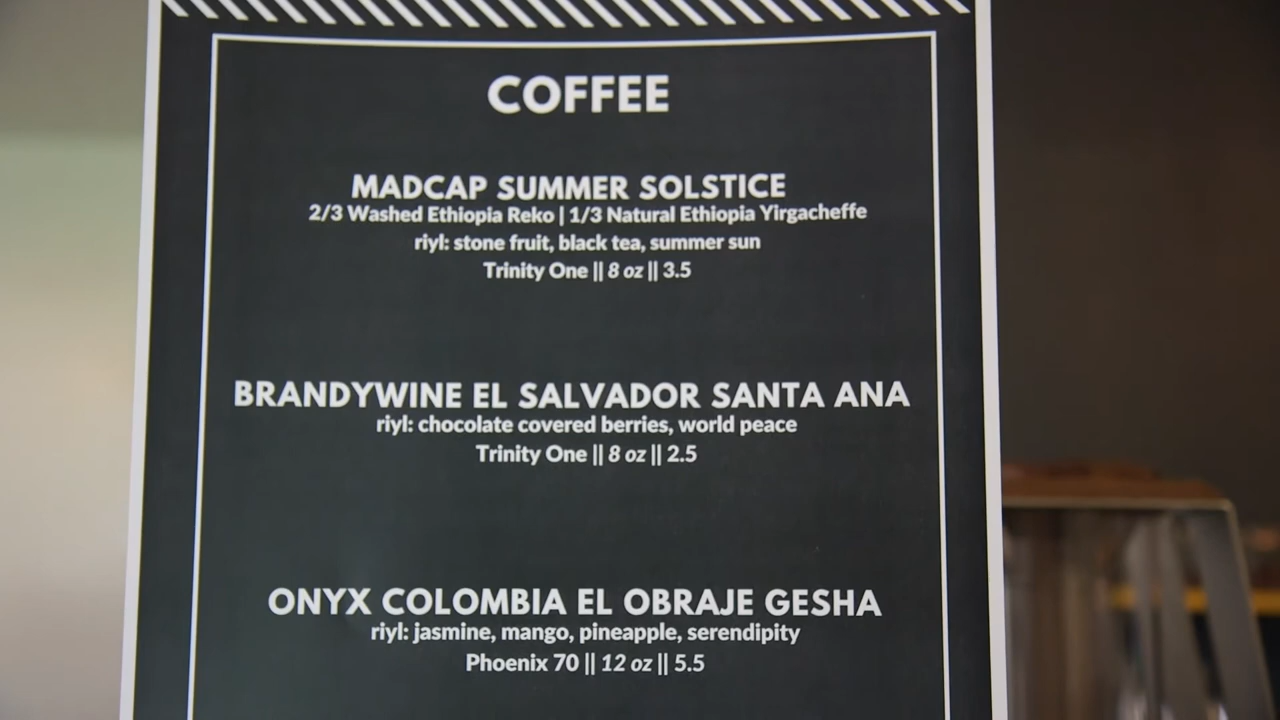 COFFEE
MADCAP SUMMER SOLSTICE
2/3 Washed Ethiopia Reko | 1/3 Natural Ethiopia Yirgacheffe
riyl: stone fruit, black tea, summer sun
Trinity One || 8 oz || 3.5
BRANDYWINE EL SALVADOR SANTA ANA
riyl: chocolate covered berries, world peace
Trinity One || 8 oz || 2.5
ONYX COLOMBIA EL OBRAJE GESHA
riyl: jasmine, mango, pineapple, serendipity
Phoenix 70 || 12 oz || 5.5